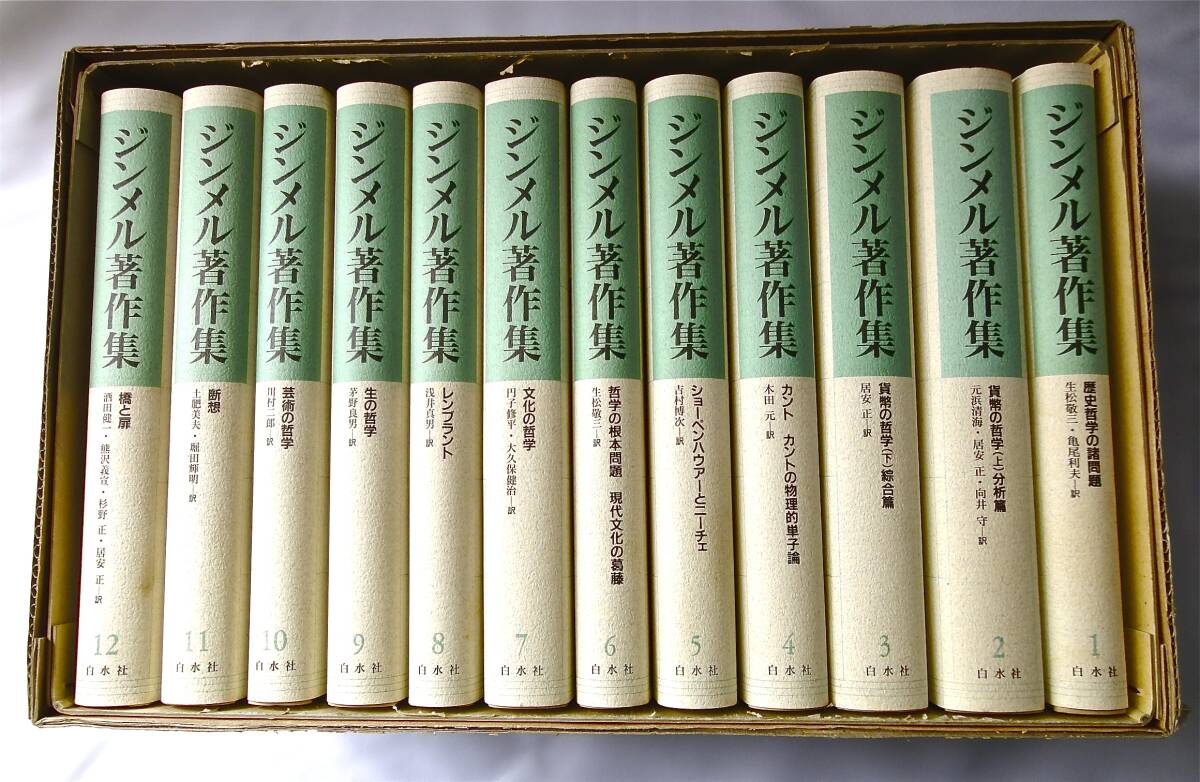 ジンメル著作集
歴史哲学の諸問題
生松敬三・亀尾利夫―訳
1
白水社
ジンメル著作集
貨幣の哲学(上)分析篇
元浜清海・居安 正・向井 守―訳
2
白水社
ジンメル著作集
貨幣の哲学(下)綜合篇
居安 正―訳
3
白水社
ジンメル著作集
カント カントの物理的単子論
木田 元―訳
4
白水社
ジンメル著作集
ショーペンハウアーとニーチェ
吉村博次―訳
5
白水社
ジンメル著作集
哲学の根本問題 現代文化の葛藤
生松敬三―訳
6
白水社
ジンメル著作集
文化の哲学
円子修平・大久保健治―訳
7
白水社
ジンメル著作集
レンブラント
浅井真男―訳
8
白水社
ジンメル著作集
生の哲学
茅野良男―訳
9
白水社
ジンメル著作集
芸術の哲学
川村二郎―訳
10
白水社
ジンメル著作集
断想
土肥美夫・堀田輝明―訳
11
白水社
ジンメル著作集
橋と扉
酒田健一・熊沢義宣・杉野 正・居安 正―訳
12
白水社